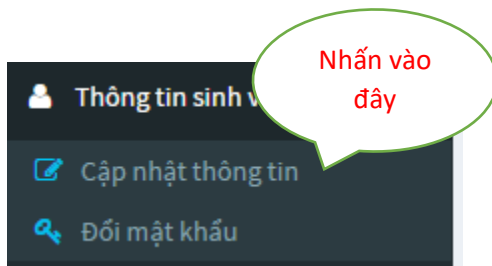 Nhấn vào
đây
Thông tin sinh
Cập nhật thông tin
Đổi mật khẩu